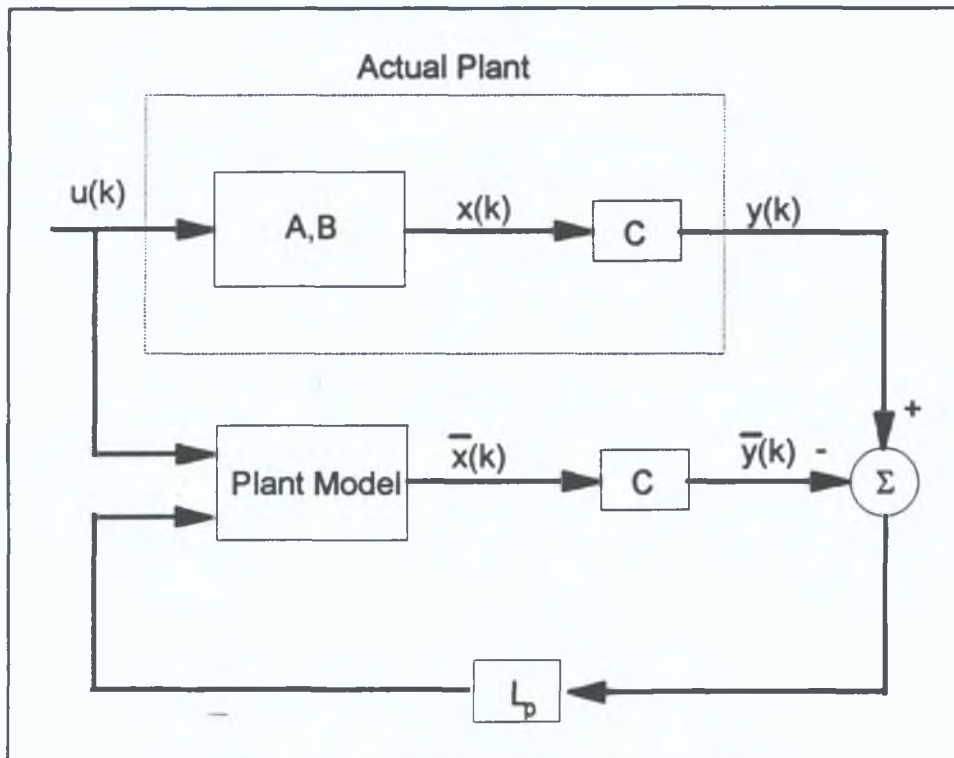 Actual Plant
u(k)
A,B
x(k)
C
y(k)
+
Plant Model
x̅(k)
C
y̅(k)
-
Σ
Lp